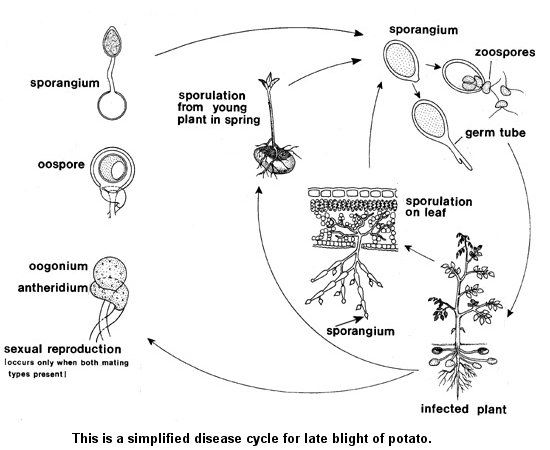 sporangium
zoospores
sporangium
sporulation
from young
plant in spring
germ tube
oospore
sporulation
on leaf
oogonium
antheridium
sporangium
sexual reproduction
(occurs only when both mating
types present)
infected plant
This is a simplified disease cycle for late blight of potato.